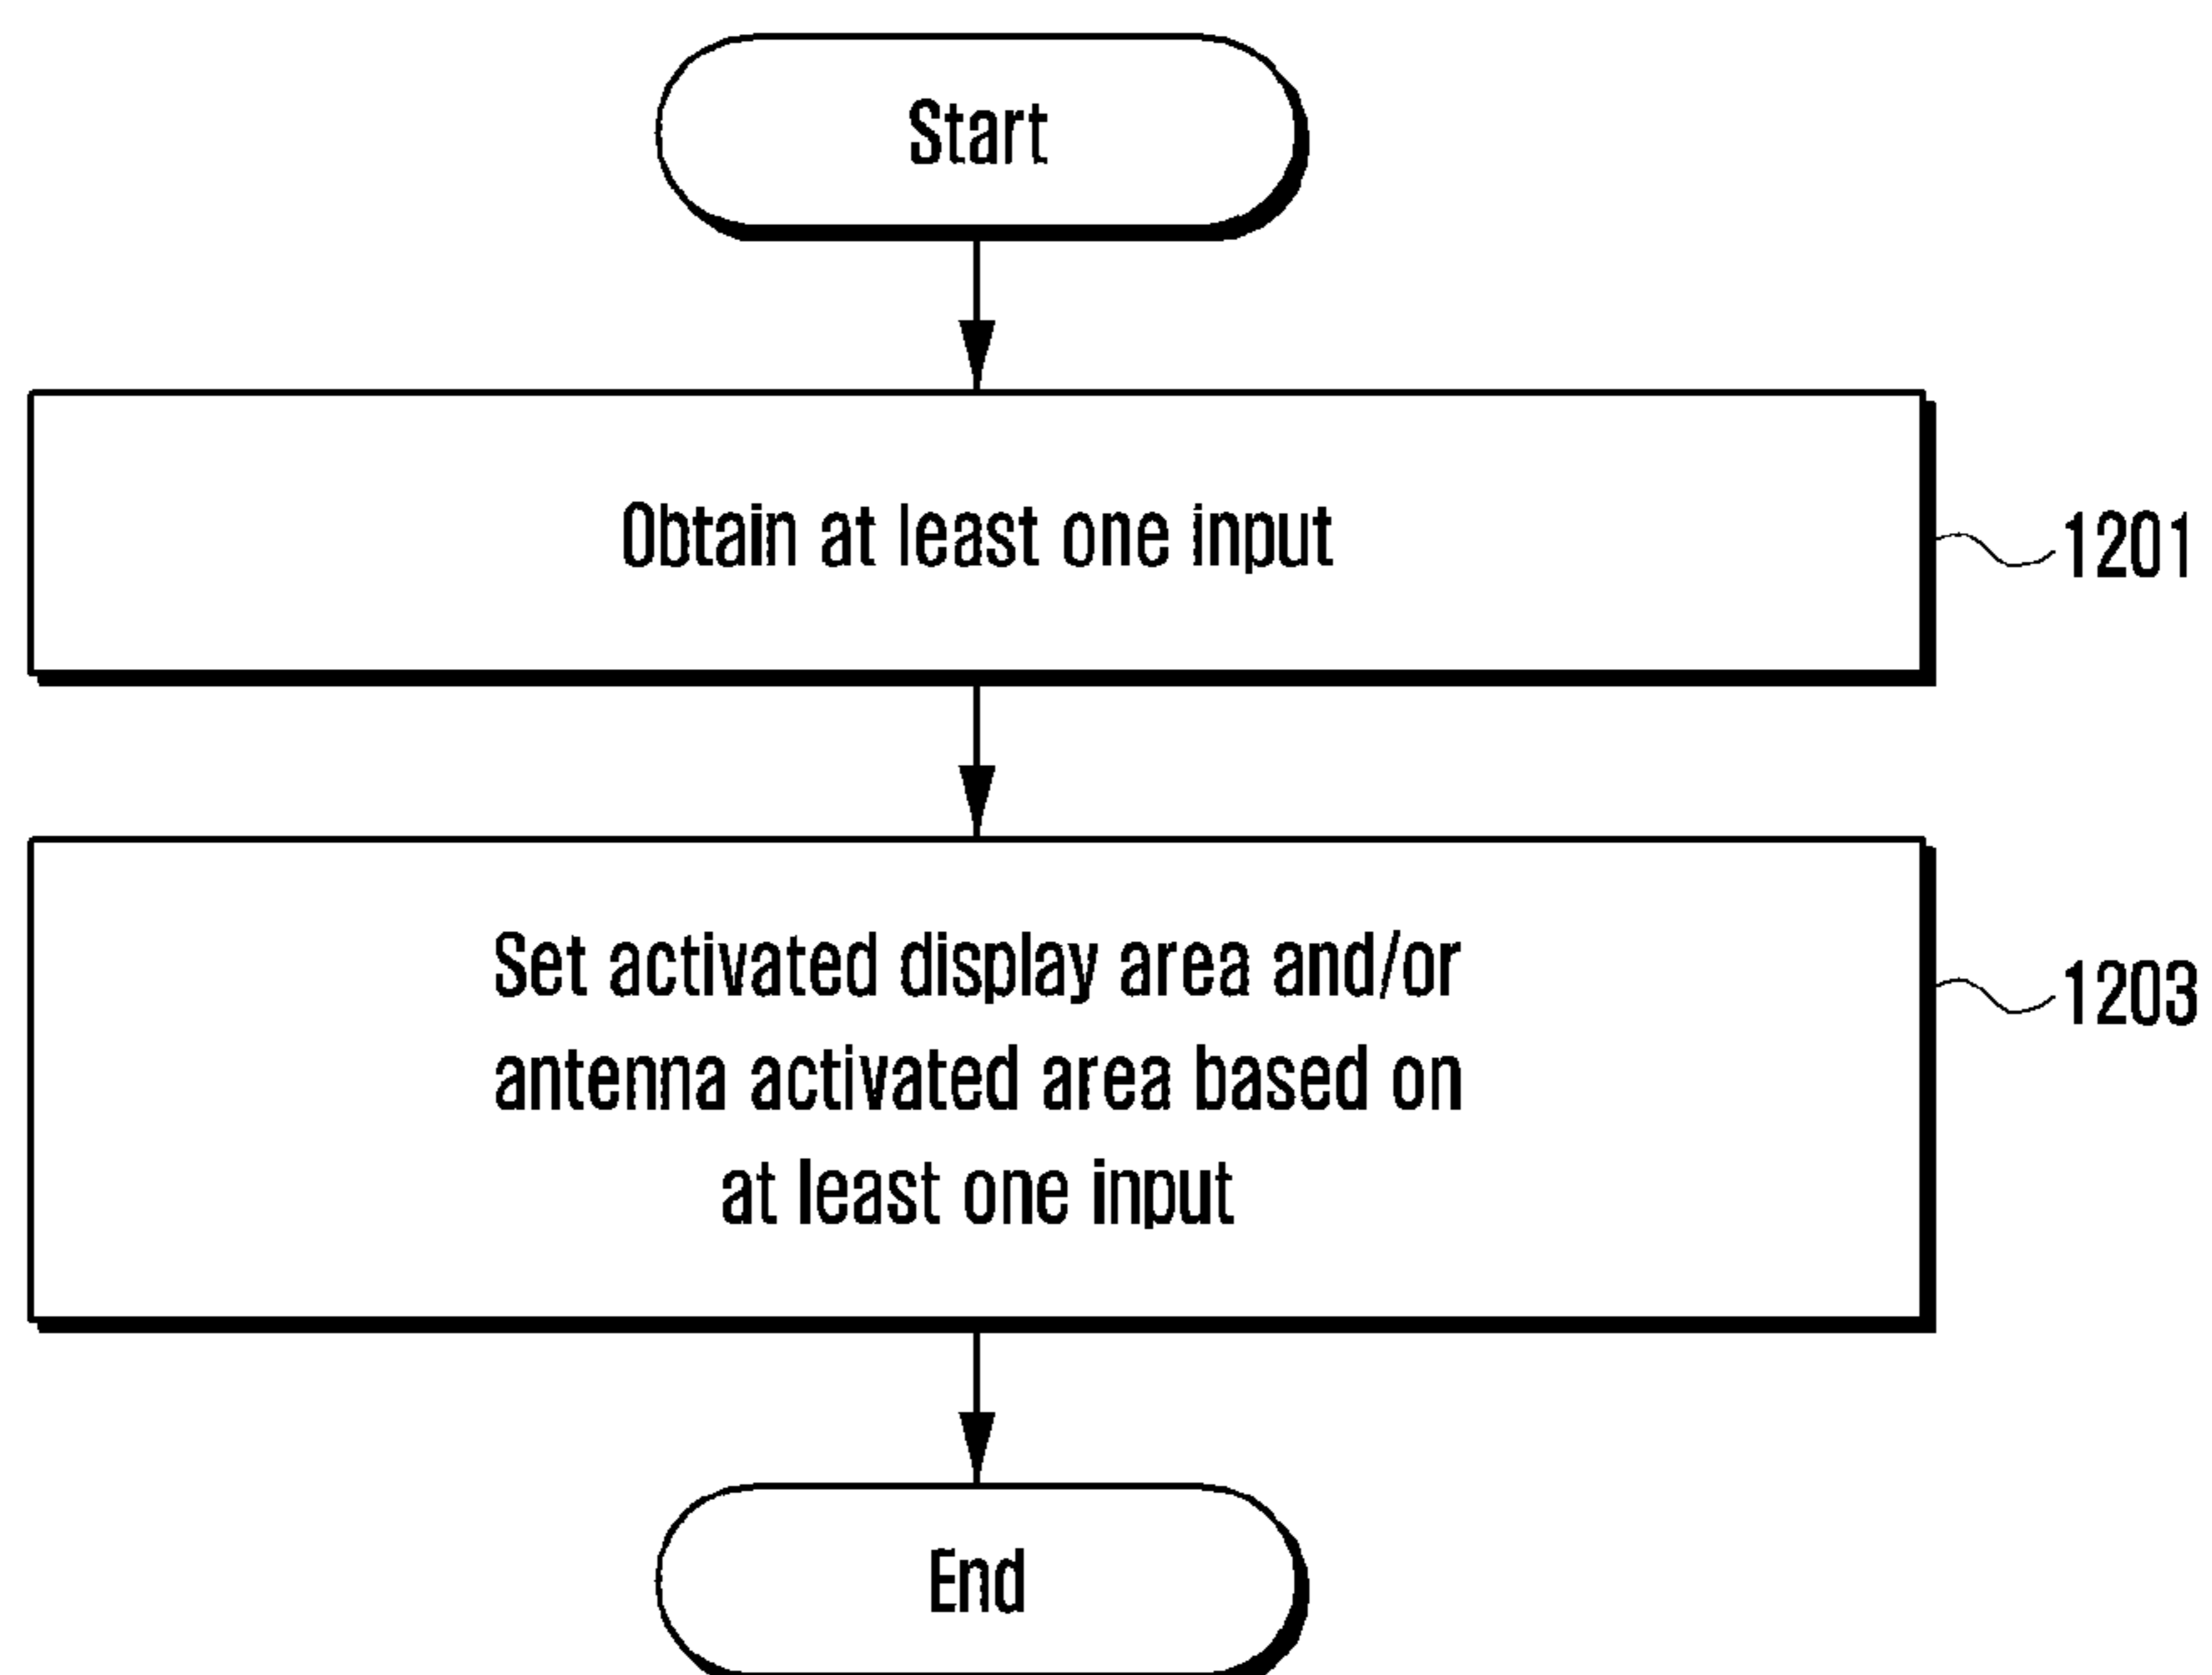 Start
Obtain at least one input
1201
Set activated display area and/or
antenna activated area based on
at least one input
1203
End